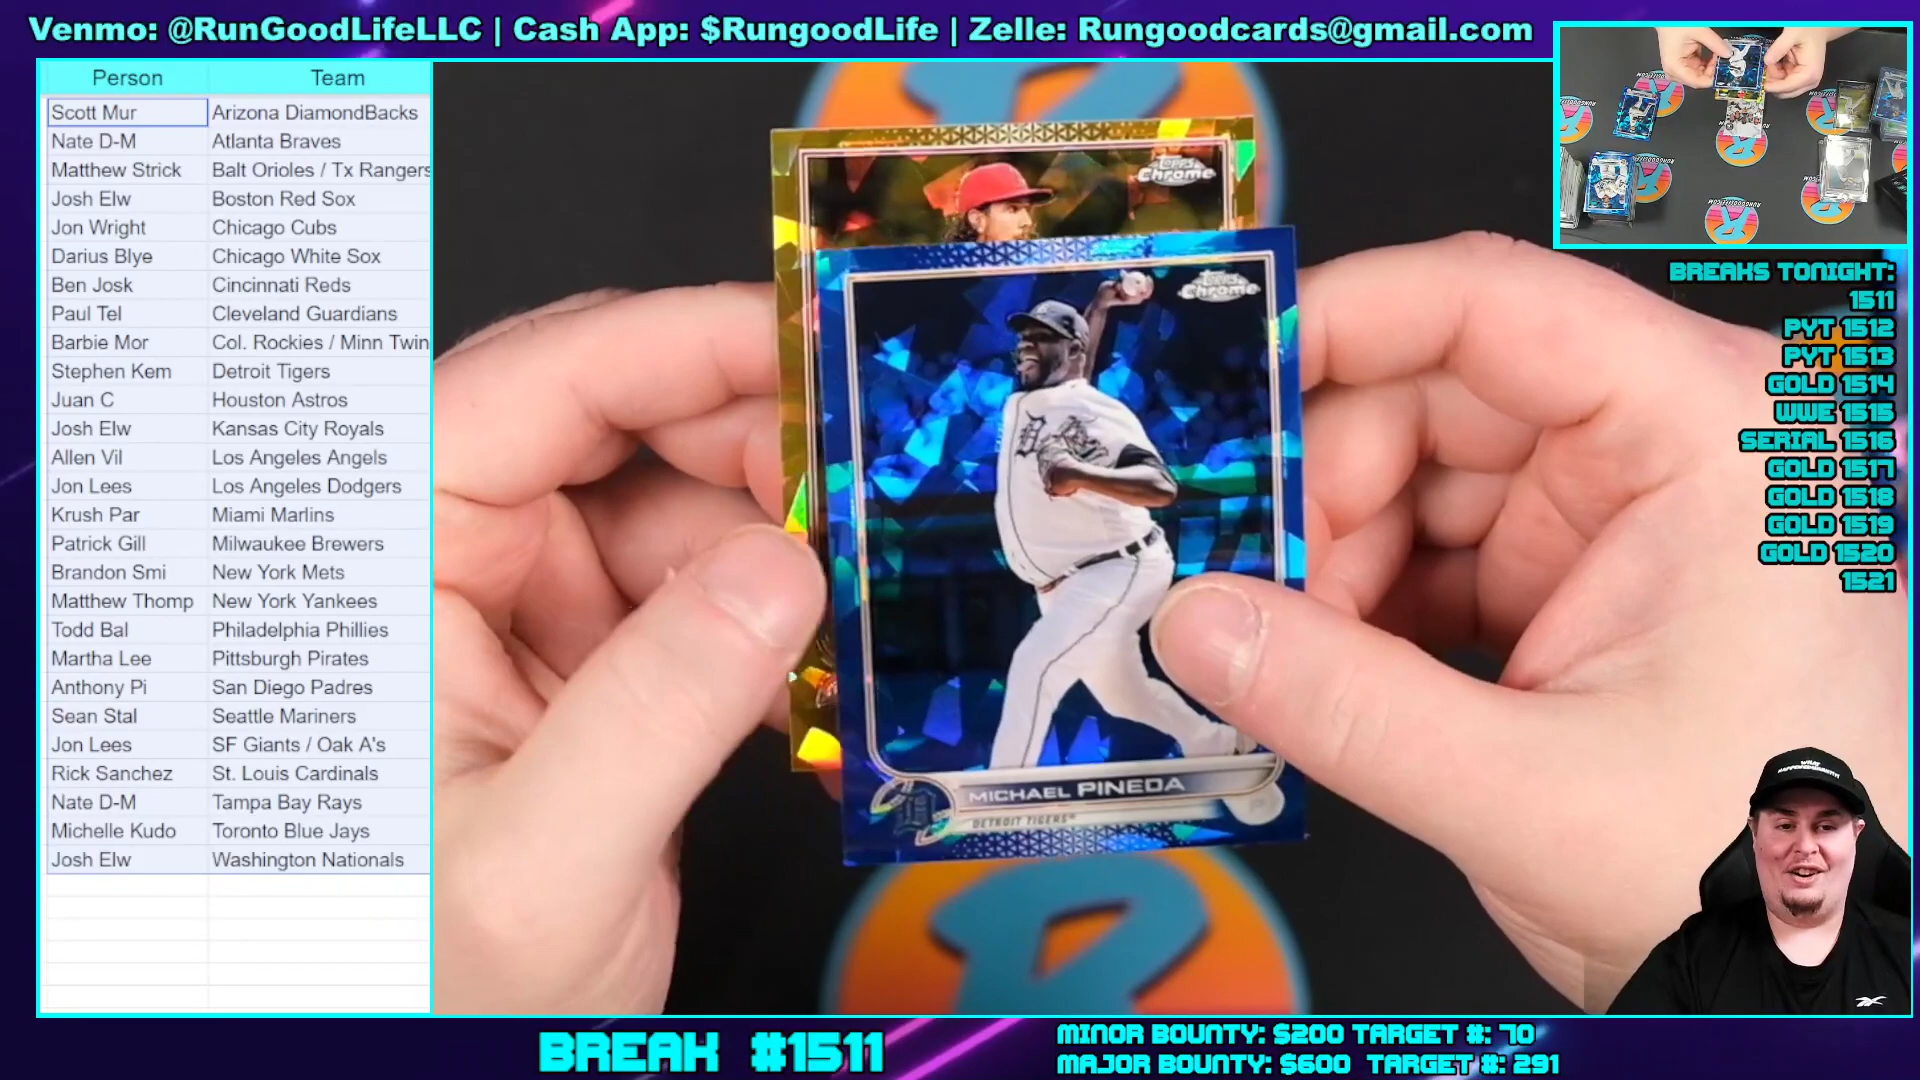 Venmo: @RunGoodLifeLLC | Cash App: $RungoodLife | Zelle: Rungoodcards@gmail.com
Person Team
Scott Mur Arizona DiamondBacks
Nate D-M Atlanta Braves
Matthew Strick Balt Orioles / Tx Rangers
Josh Elw Boston Red Sox
Jon Wright Chicago Cubs
Darius Blye Chicago White Sox
Ben Josk Cincinnati Reds
Paul Tel Cleveland Guardians
Barbie Mor Col. Rockies / Minn Twin
Stephen Kem Detroit Tigers
Juan C Houston Astros
Josh Elw Kansas City Royals
Allen Vil Los Angeles Angels
Jon Lees Los Angeles Dodgers
Krush Par Miami Marlins
Patrick Gill Milwaukee Brewers
Brandon Smi New York Mets
Matthew Thomp New York Yankees
Todd Bal Philadelphia Phillies
Martha Lee Pittsburgh Pirates
Anthony Pi San Diego Padres
Sean Stal Seattle Mariners
Jon Lees SF Giants / Oak A's
Rick Sanchez St. Louis Cardinals
Nate D-M Tampa Bay Rays
Michelle Kudo Toronto Blue Jays
Josh Elw Washington Nationals
Topps
Chrome
Topps
Chrome
MICHAEL PINEDA
DETROIT TIGERS
BREAKS TONIGHT:
1511
PYT 1512
PYT 1513
GOLD 1514
WWE 1515
SERIAL 1516
GOLD 1517
GOLD 1518
GOLD 1519
GOLD 1520
1521
BREAK #1511
MINOR BOUNTY: $200 TARGET #: 70
MAJOR BOUNTY: $600 TARGET #: 291